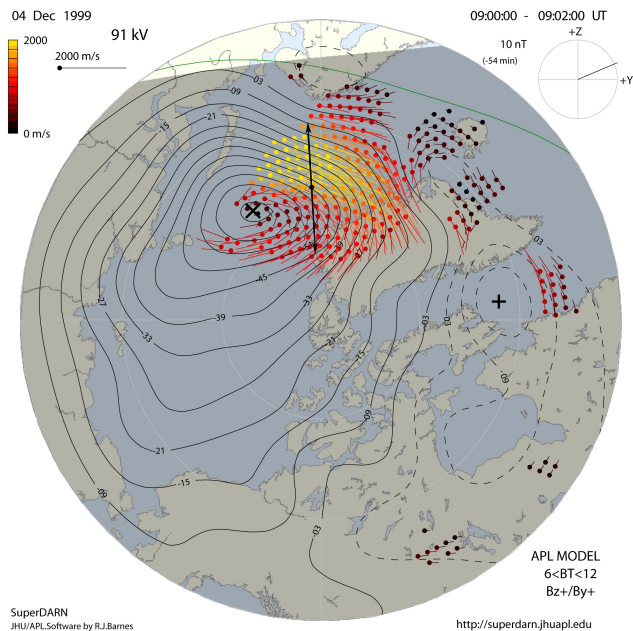 04 Dec 1999
09:00:00 - 09:02:00 UT
91 kV
2000
2000 m/s
0 m/s
10 nT
(-54 min)
+Z
+Y
-03
-09
-15
-21
-03
-45
-27
-33
-39
-33
-03
-03
-21
-15
-09
-09
-21
-15
-09
-03
APL MODEL
6<BT<12
Bz+/By+
SuperDARN
JHU/APL.Software by R.J.Barnes
http://superdarn.jhuapl.edu